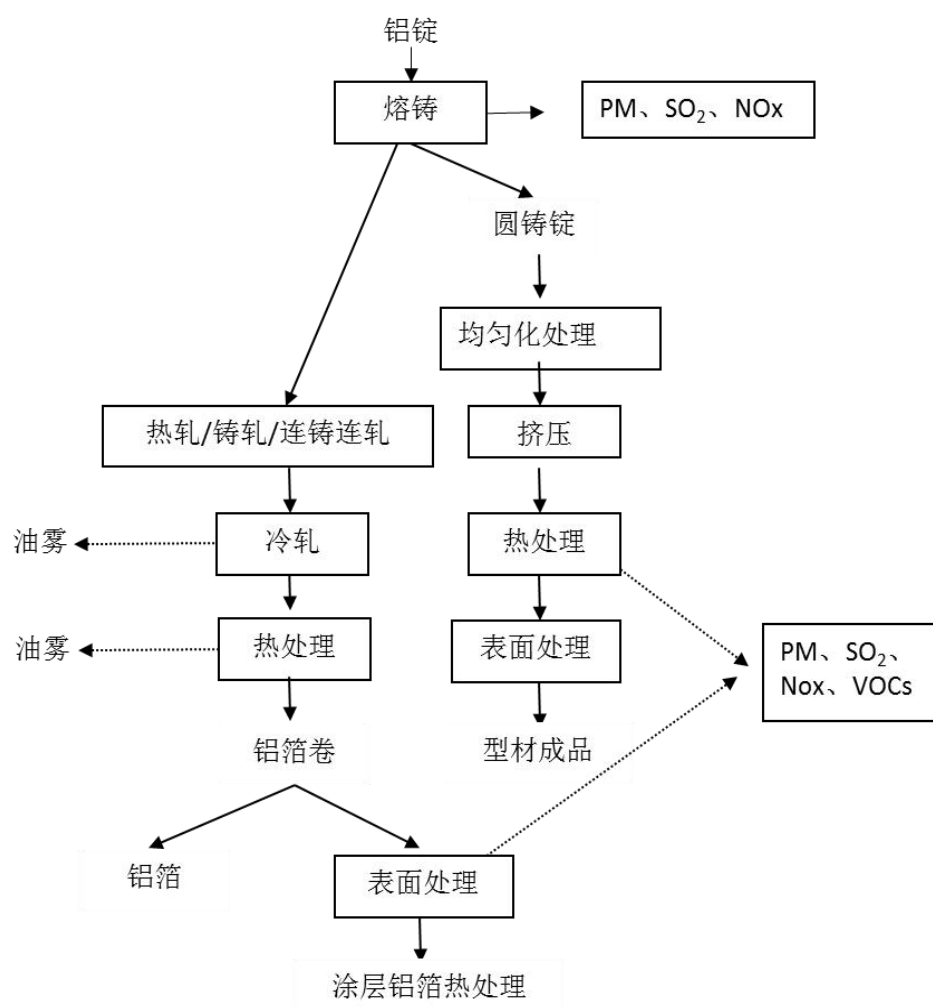 铝锭
熔铸
PM、SO₂、NOx
圆铸锭
均匀化处理
热轧/铸轧/连铸连轧
挤压
油雾
冷轧
热处理
油雾
热处理
表面处理
PM、SO₂、
Nox、VOCs
铝箔卷
型材成品
铝箔
表面处理
涂层铝箔热处理